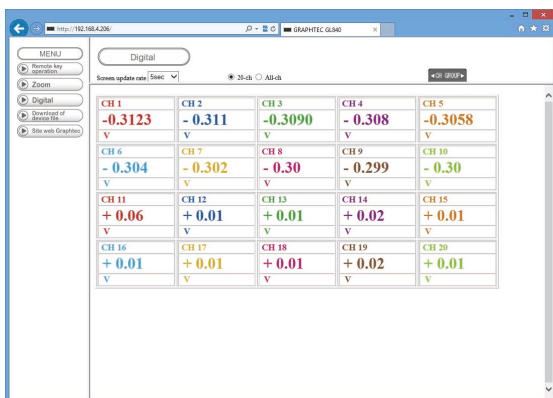 http://192.168.4.206/
GRAPHTEC GL840
MENU
Remote key operation
Zoom
Digital
Download of device file
Site web Graphtec
Digital
Screen update rate 5sec 20-ch All-ch
◄CH GROUP►
CH 1 CH 2 CH 3 CH 4 CH 5
-0.3123 - 0.311 -0.3090 - 0.308 -0.3058
V V V V V
CH 6 CH 7 CH 8 CH 9 CH 10
- 0.304 - 0.302 - 0.30 - 0.299 - 0.30
V V V V V
CH 11 CH 12 CH 13 CH 14 CH 15
+ 0.06 + 0.01 + 0.01 + 0.02 + 0.01
V V V V V
CH 16 CH 17 CH 18 CH 19 CH 20
+ 0.01 + 0.01 + 0.01 + 0.02 + 0.01
V V V V V